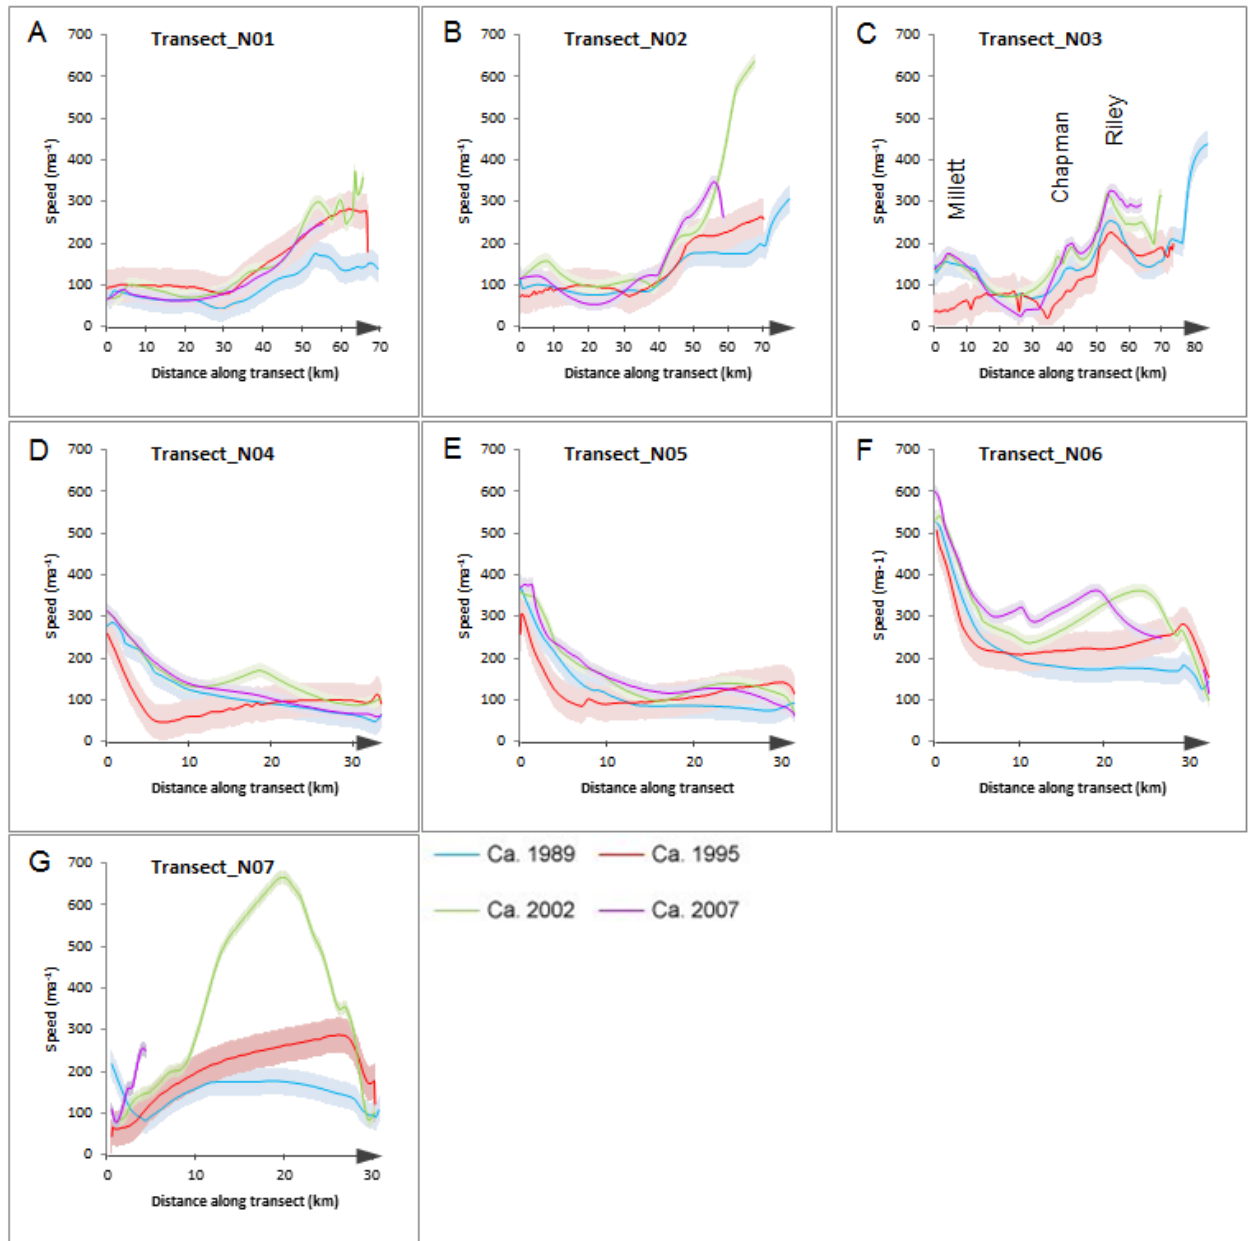 A
Transect_N01
700
600
500
400
300
200
100
0
Speed (ma⁻¹)
0 10 20 30 40 50 60 70
Distance along transect (km)
B
Transect_N02
700
600
500
400
300
200
100
0
Speed (ma⁻¹)
0 10 20 30 40 50 60 70
Distance along transect (km)
C
Transect_N03
700
600
500
400
300
200
100
0
Speed (ma⁻¹)
Millett
Chapman
Riley
0 10 20 30 40 50 60 70 80
Distance along transect (km)
D
Transect_N04
700
600
500
400
300
200
100
0
Speed (ma⁻¹)
0 10 20 30
Distance along transect (km)
E
Transect_N05
700
600
500
400
300
200
100
0
Speed (ma⁻¹)
0 10 20 30
Distance along transect
F
Transect_N06
700
600
500
400
300
200
100
0
Speed (ma-1)
0 10 20 30
Distance along transect (km)
G
Transect_N07
700
600
500
400
300
200
100
0
Speed (ma⁻¹)
0 10 20 30
Distance along transect (km)
Ca. 1989 Ca. 1995
Ca. 2002 Ca. 2007